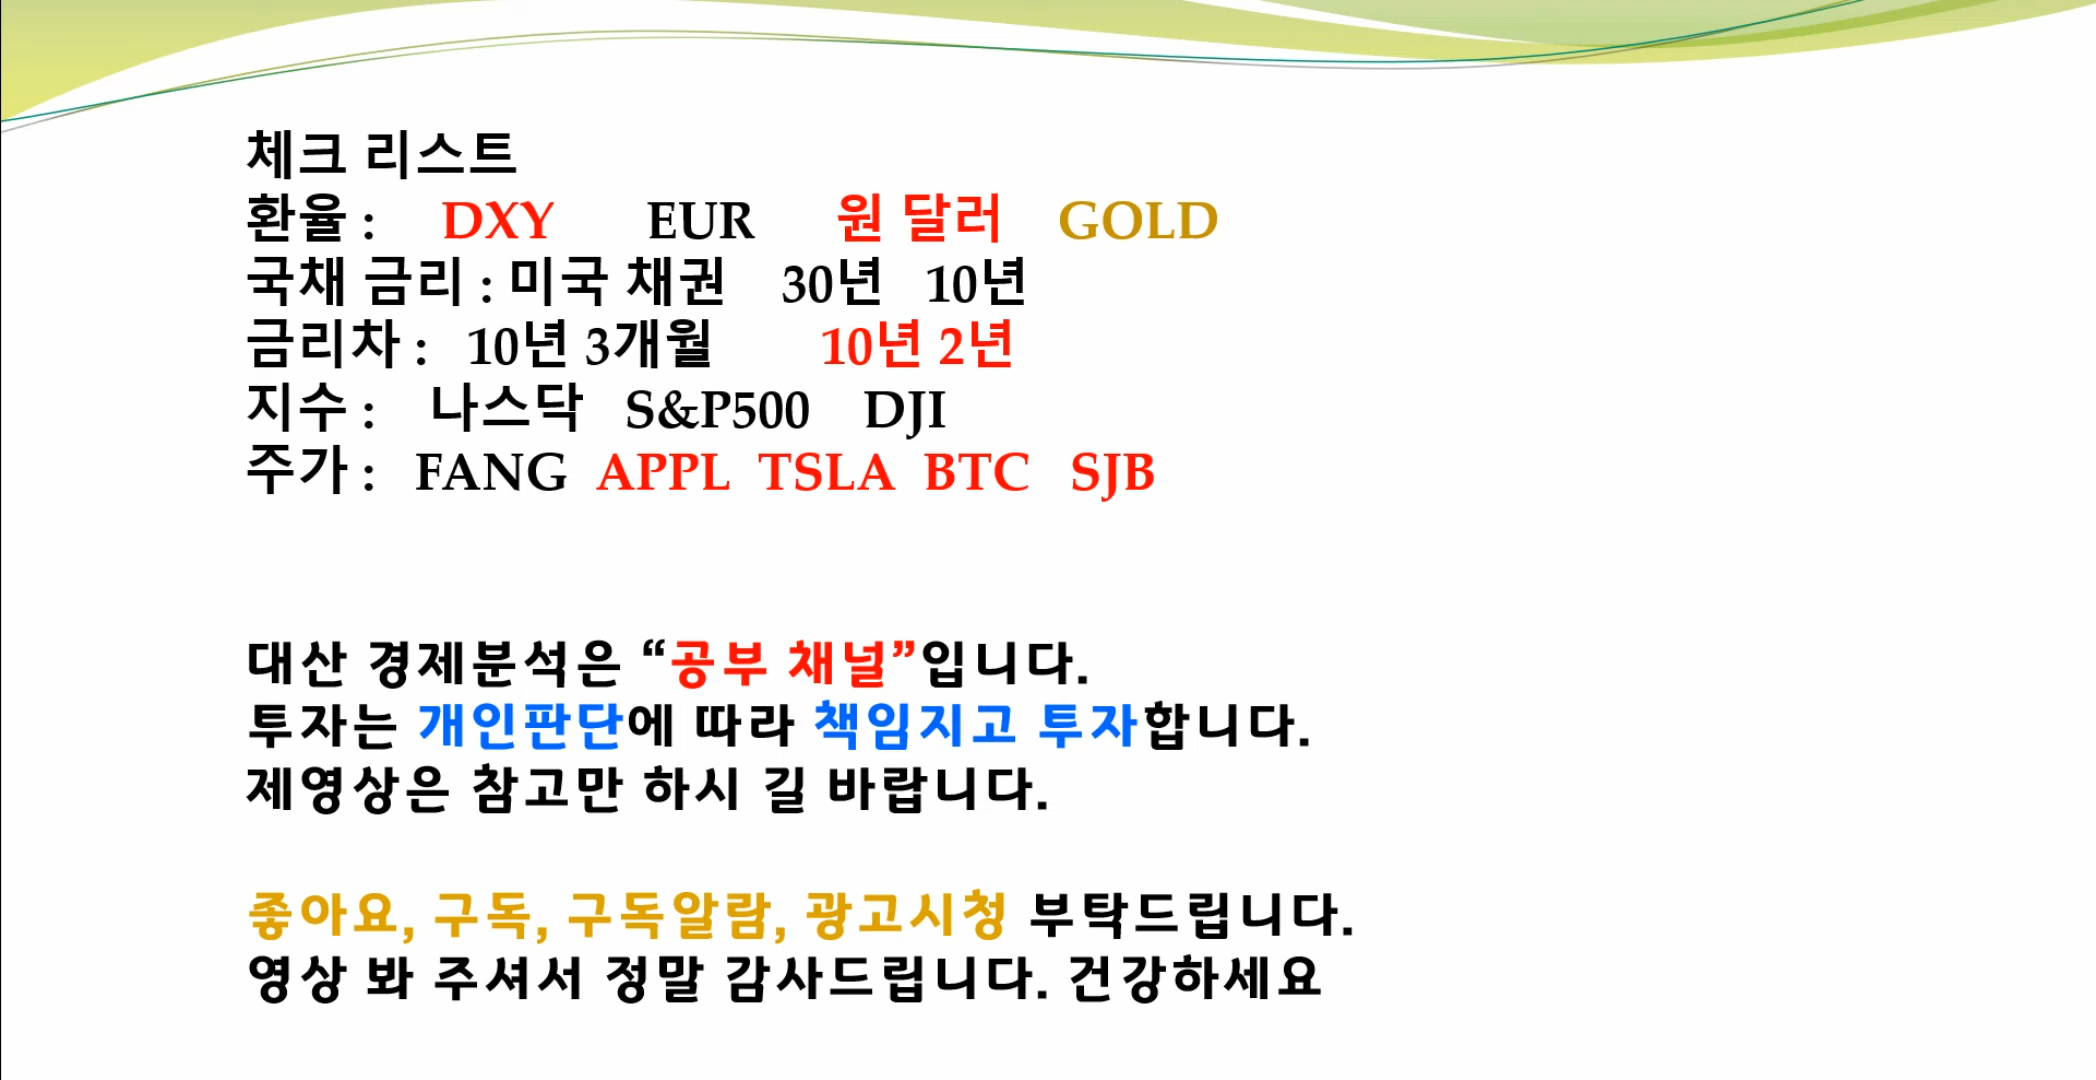 체크 리스트
환율 : DXY EUR 원 달러 GOLD
국채 금리 : 미국 채권 30년 10년
금리차 : 10년 3개월 10년 2년
지수 : 나스닥 S&P500 DJI
주가 : FANG APPL TSLA BTC SJB
대산 경제분석은 “공부 채널”입니다.
투자는 개인판단에 따라 책임지고 투자합니다.
제영상은 참고만 하시 길 바랍니다.
좋아요, 구독, 구독알람, 광고시청 부탁드립니다.
영상 봐 주셔서 정말 감사드립니다. 건강하세요